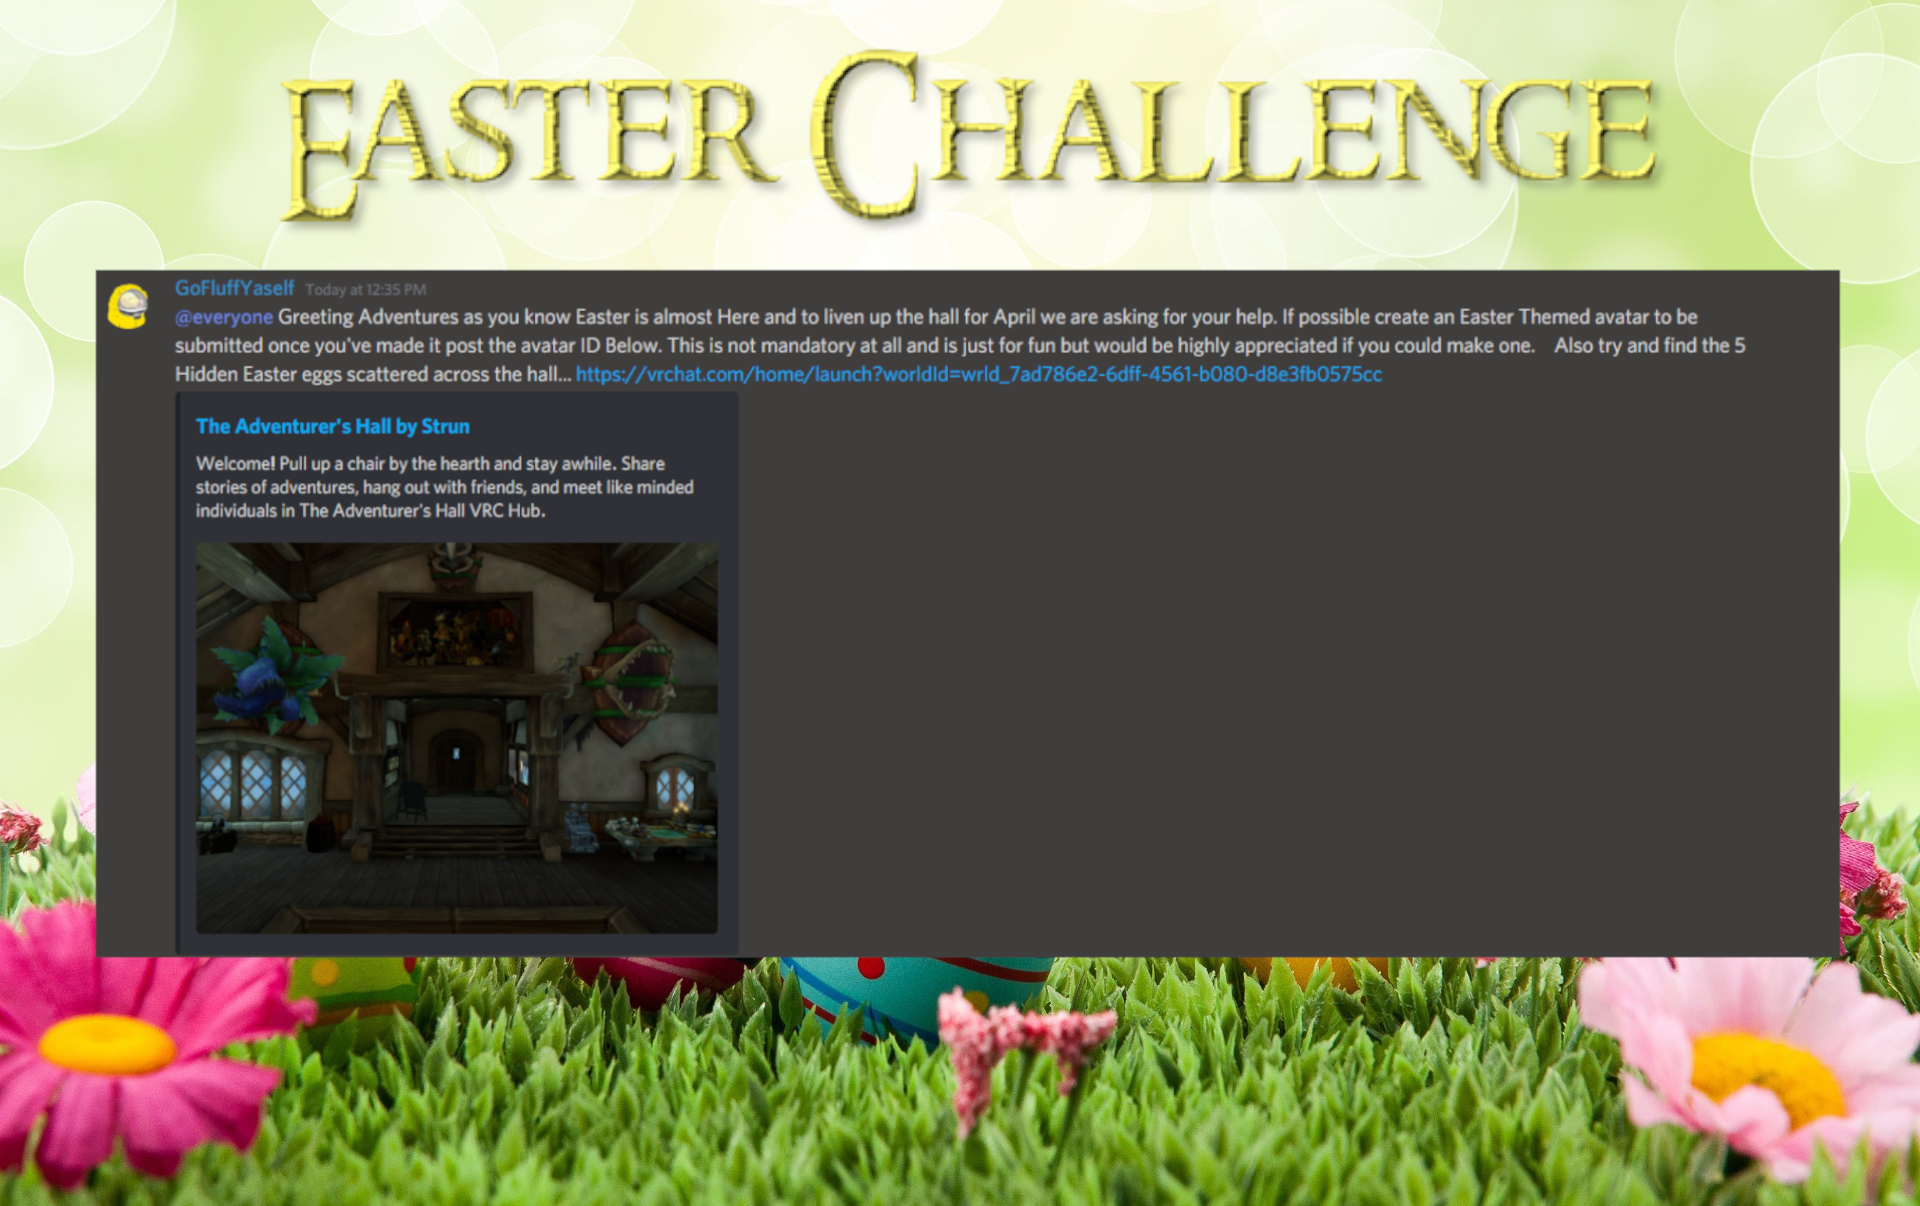 EASTER CHALLENGE
GoFluffYaself Today at 12:35 PM
@everyone Greeting Adventures as you know Easter is almost Here and to liven up the hall for April we are asking for your help. If possible create an Easter Themed avatar to be
submitted once you've made it post the avatar ID Below. This is not mandatory at all and is just for fun but would be highly appreciated if you could make one. Also try and find the 5
Hidden Easter eggs scattered across the hall... https://vrchat.com/home/launch?worldId=wrld_7ad786e2-6dff-4561-b080-d8e3fb0575cc
The Adventurer's Hall by Strun
Welcome! Pull up a chair by the hearth and stay awhile. Share
stories of adventures, hang out with friends, and meet like minded
individuals in The Adventurer's Hall VRC Hub.